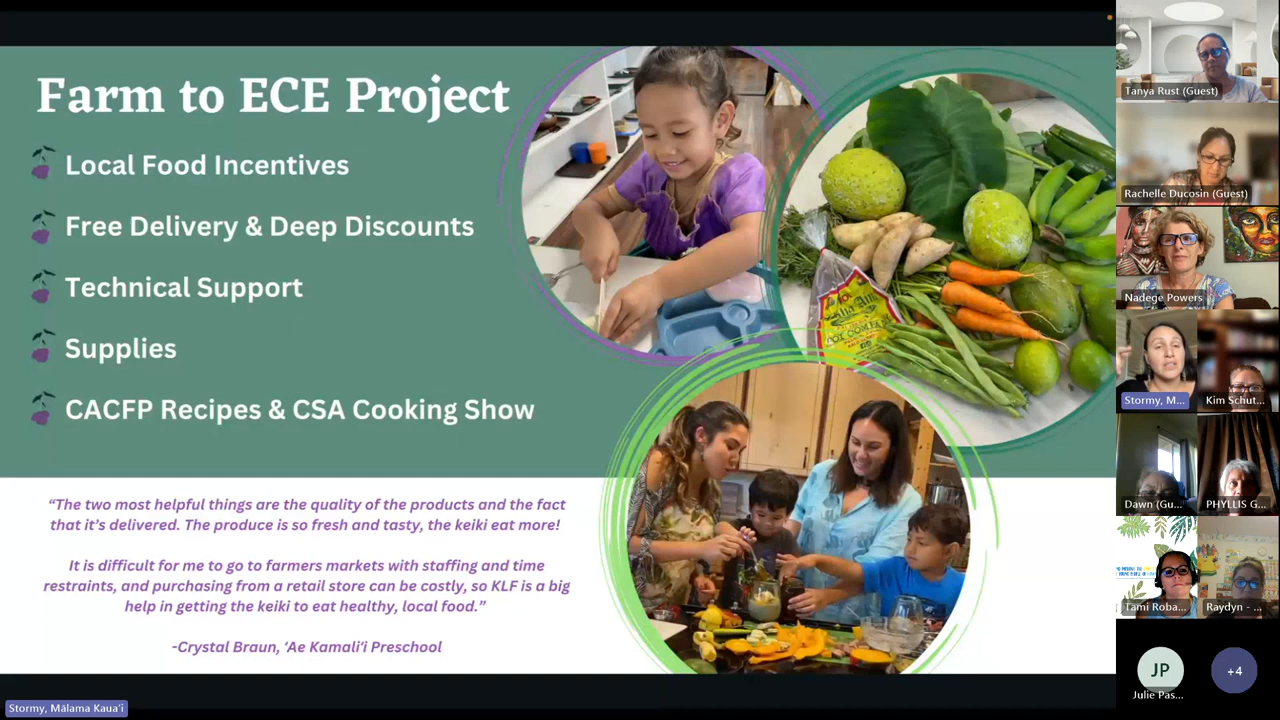 Farm to ECE Project
Local Food Incentives
Free Delivery & Deep Discounts
Technical Support
Supplies
CACFP Recipes & CSA Cooking Show
“The two most helpful things are the quality of the products and the fact
that it’s delivered. The produce is so fresh and tasty, the keiki eat more!
It is difficult for me to go to farmers markets with staffing and time
restraints, and purchasing from a retail store can be costly, so KLF is a big
help in getting the keiki to eat healthy, local food.”
-Crystal Braun, ‘Ae Kamali‘i Preschool
Stormy, Mālama Kaua'i
Tanya Rust (Guest)
Rachelle Ducosin (Guest)
Nadege Powers
Stormy, M...
Kim Schut...
Dawn (Gu...
PHYLLIS G...
Tami Roba...
Raydyn - ...
JP
Julie Pas...
+4